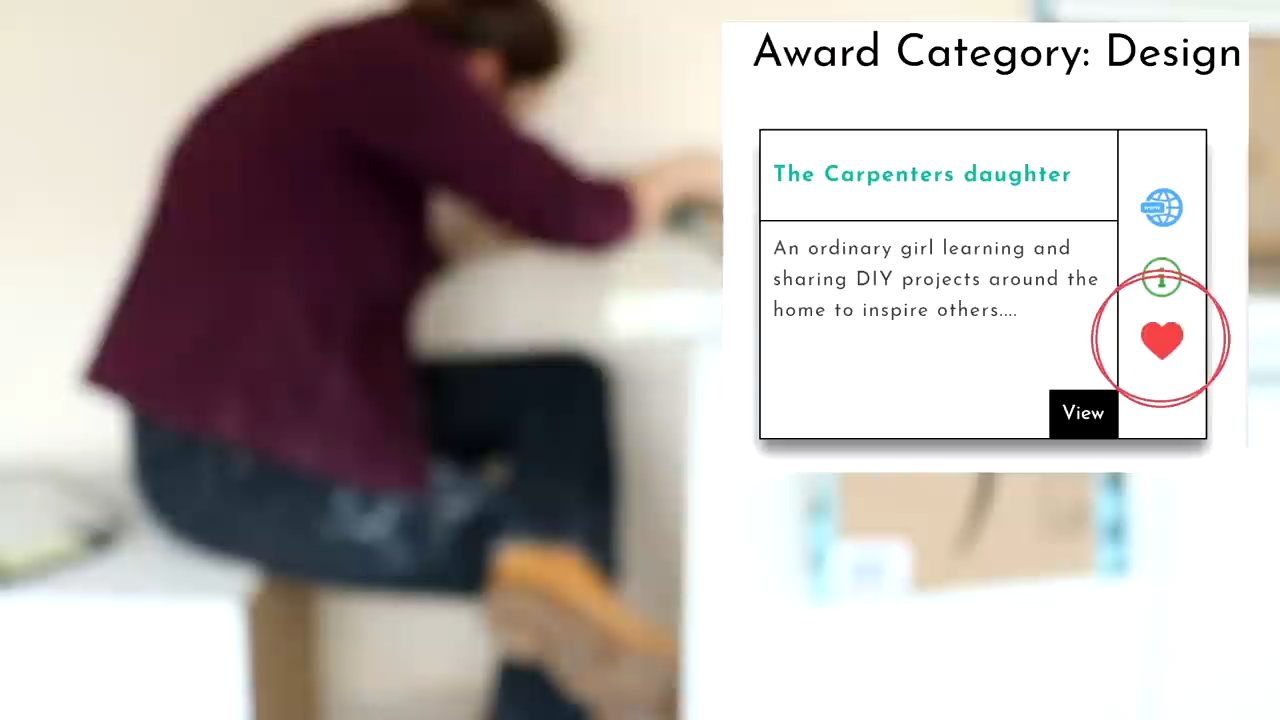 Award Category: Design
The Carpenters daughter
www
An ordinary girl learning and
sharing DIY projects around the
home to inspire others....
View